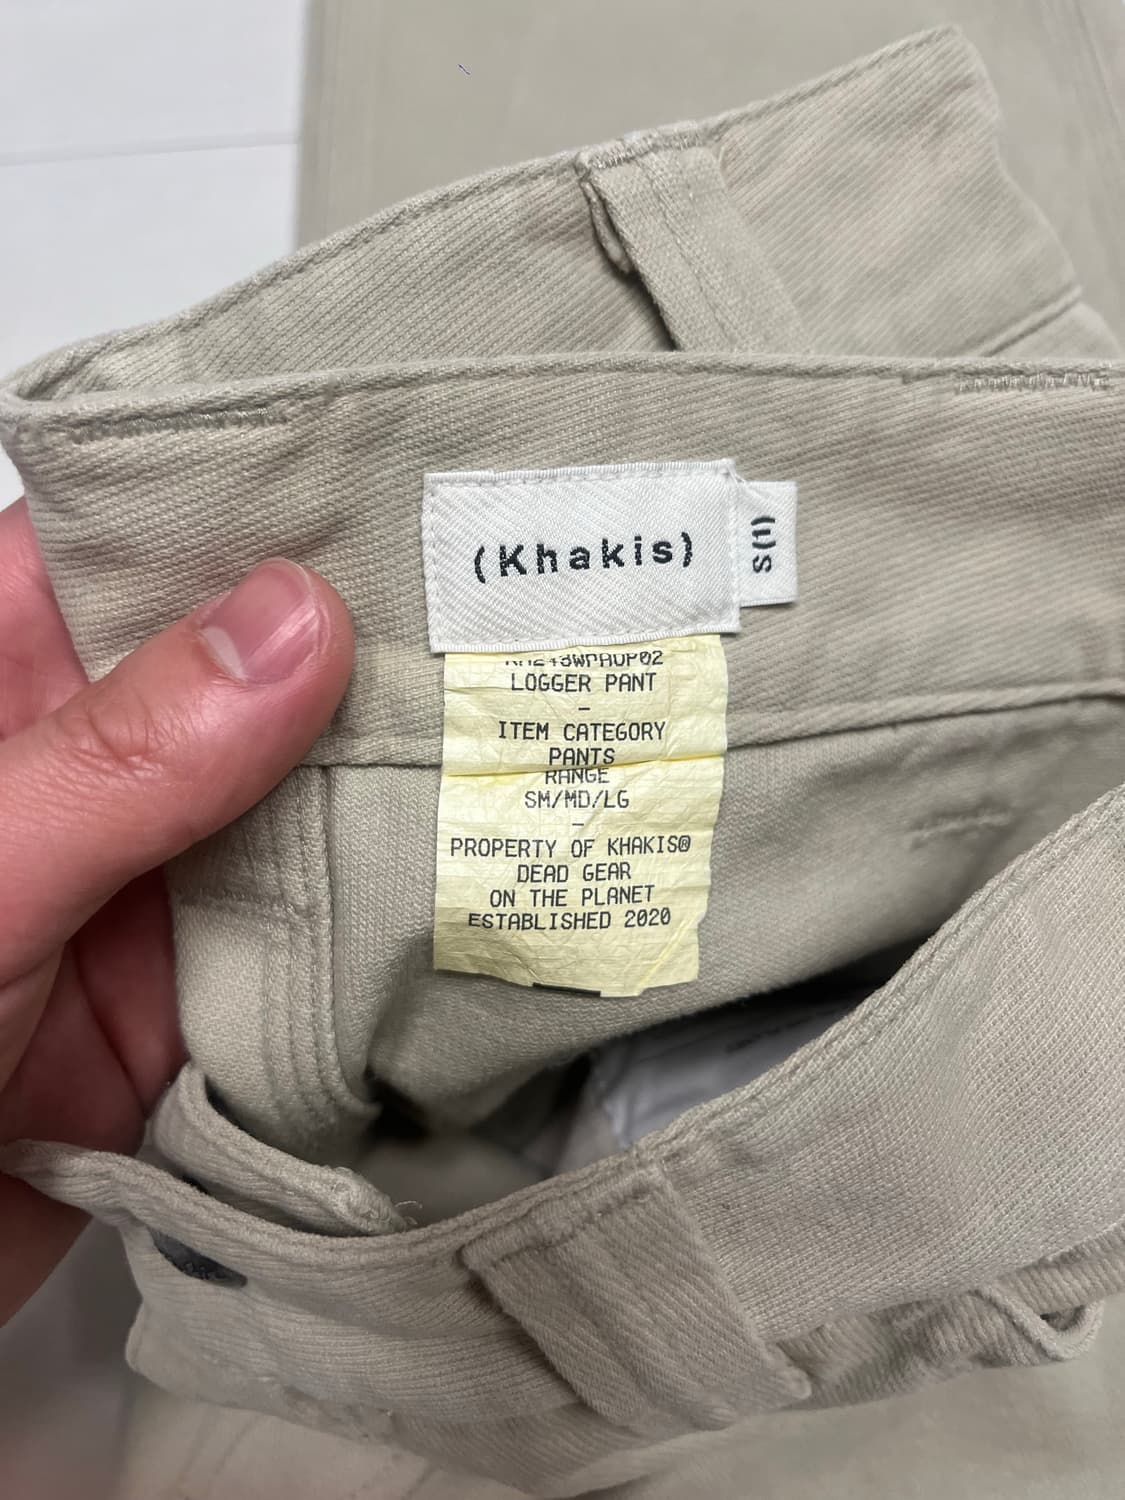 (Khakis)
S(1)
LOGGER PANT
-
ITEM CATEGORY
PANTS
RANGE
SM/MD/LG
-
PROPERTY OF KHAKIS®
DEAD GEAR
ON THE PLANET
ESTABLISHED 2020